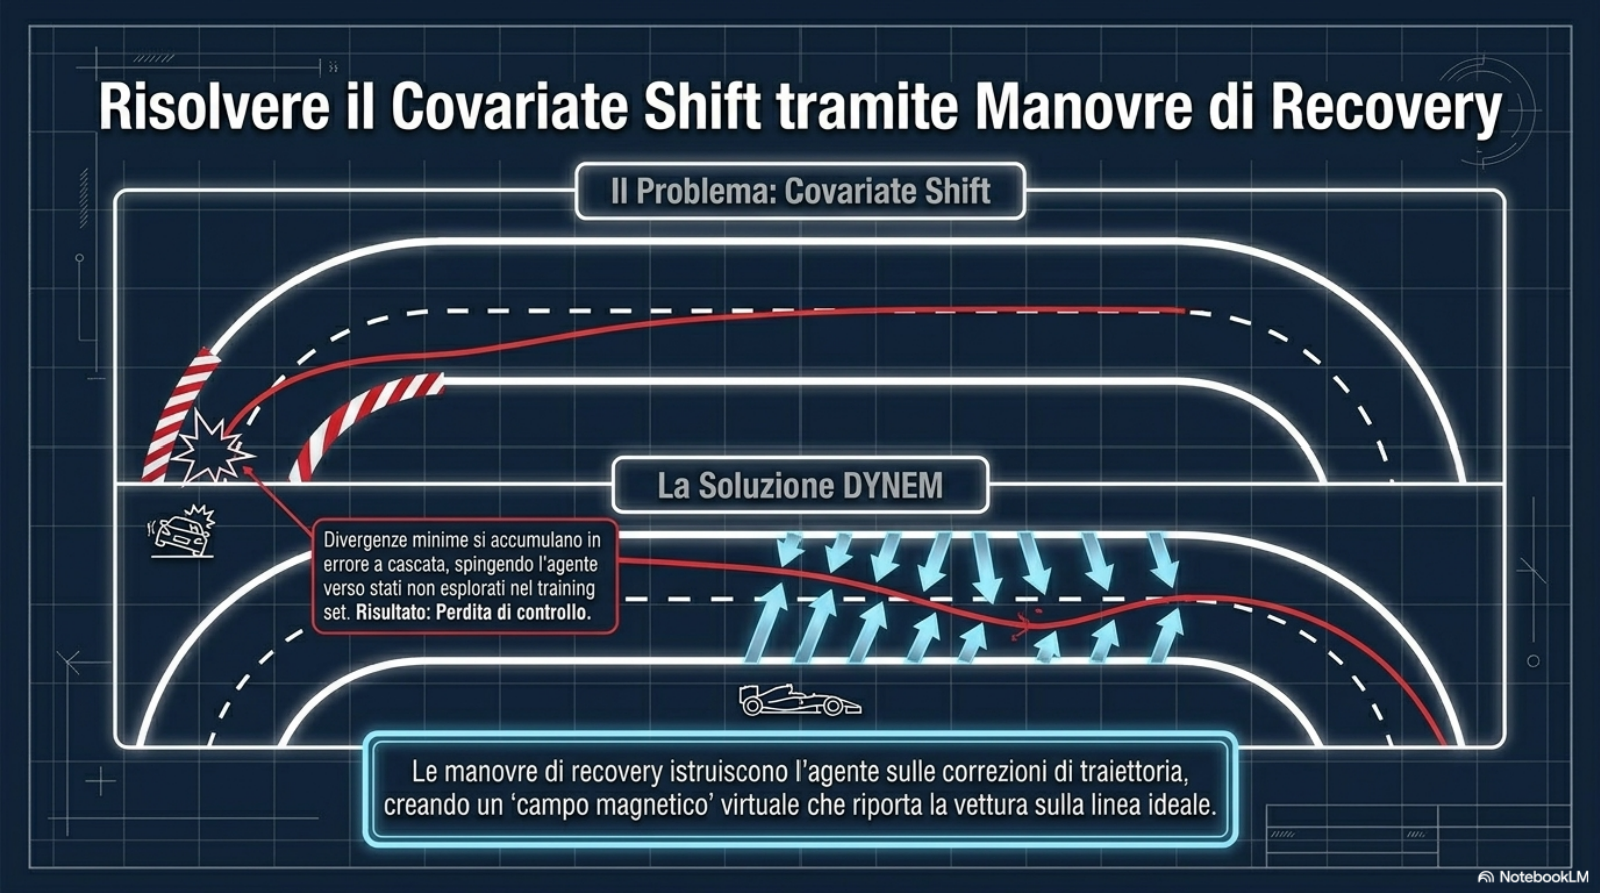 Risolvere il Covariate Shift tramite Manovre di Recovery
Il Problema: Covariate Shift
La Soluzione DYNEM
Divergenze minime si accumulano in
errore a cascata, spingendo l'agente
verso stati non esplorati nel training
set. Risultato: Perdita di controllo.
Le manovre di recovery istruiscono l'agente sulle correzioni di traiettoria,
creando un 'campo magnetico' virtuale che riporta la vettura sulla linea ideale.
NotebookLM